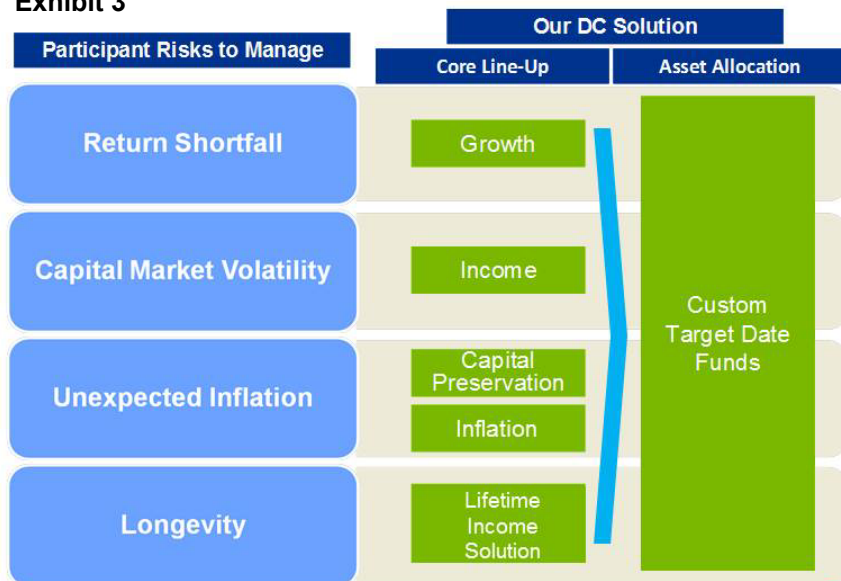 Exhibit 3
Our DC Solution
Participant Risks to Manage
Core Line-Up
Asset Allocation
Return Shortfall
Growth
Capital Market Volatility
Income
Custom
Target Date
Funds
Unexpected Inflation
Capital
Preservation
Inflation
Longevity
Lifetime
Income
Solution